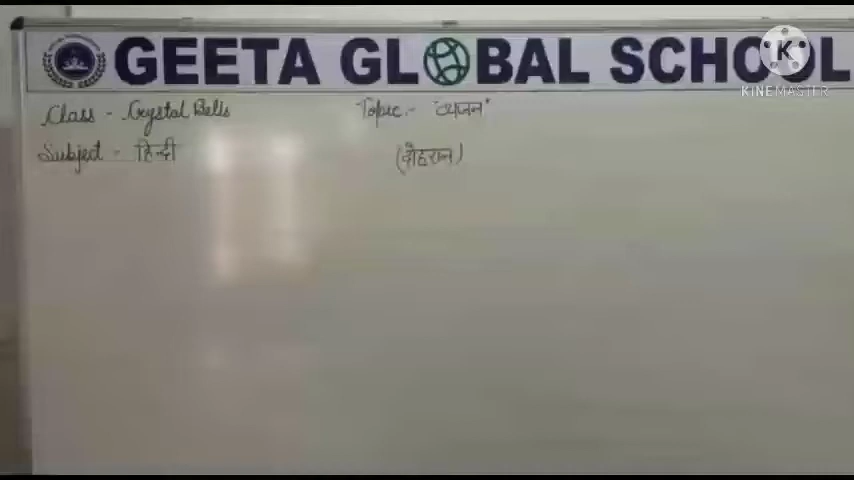 GEETA GLOBAL SCHOOL
KINEMASTER
Class - Crystal Bells
Topic - "व्यंजन"
Subject - हिन्दी
(दोहरान)